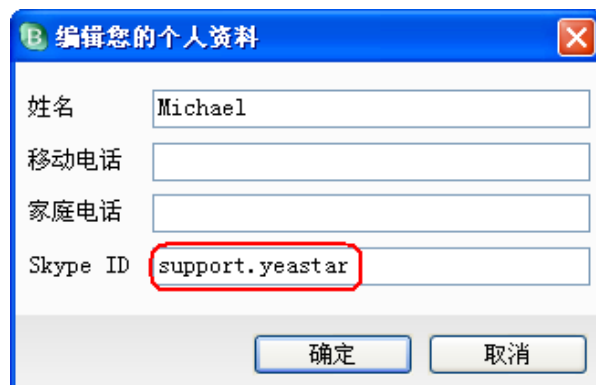 编辑您的个人资料
姓名 Michael
移动电话
家庭电话
Skype ID support.yeastar
确定 取消